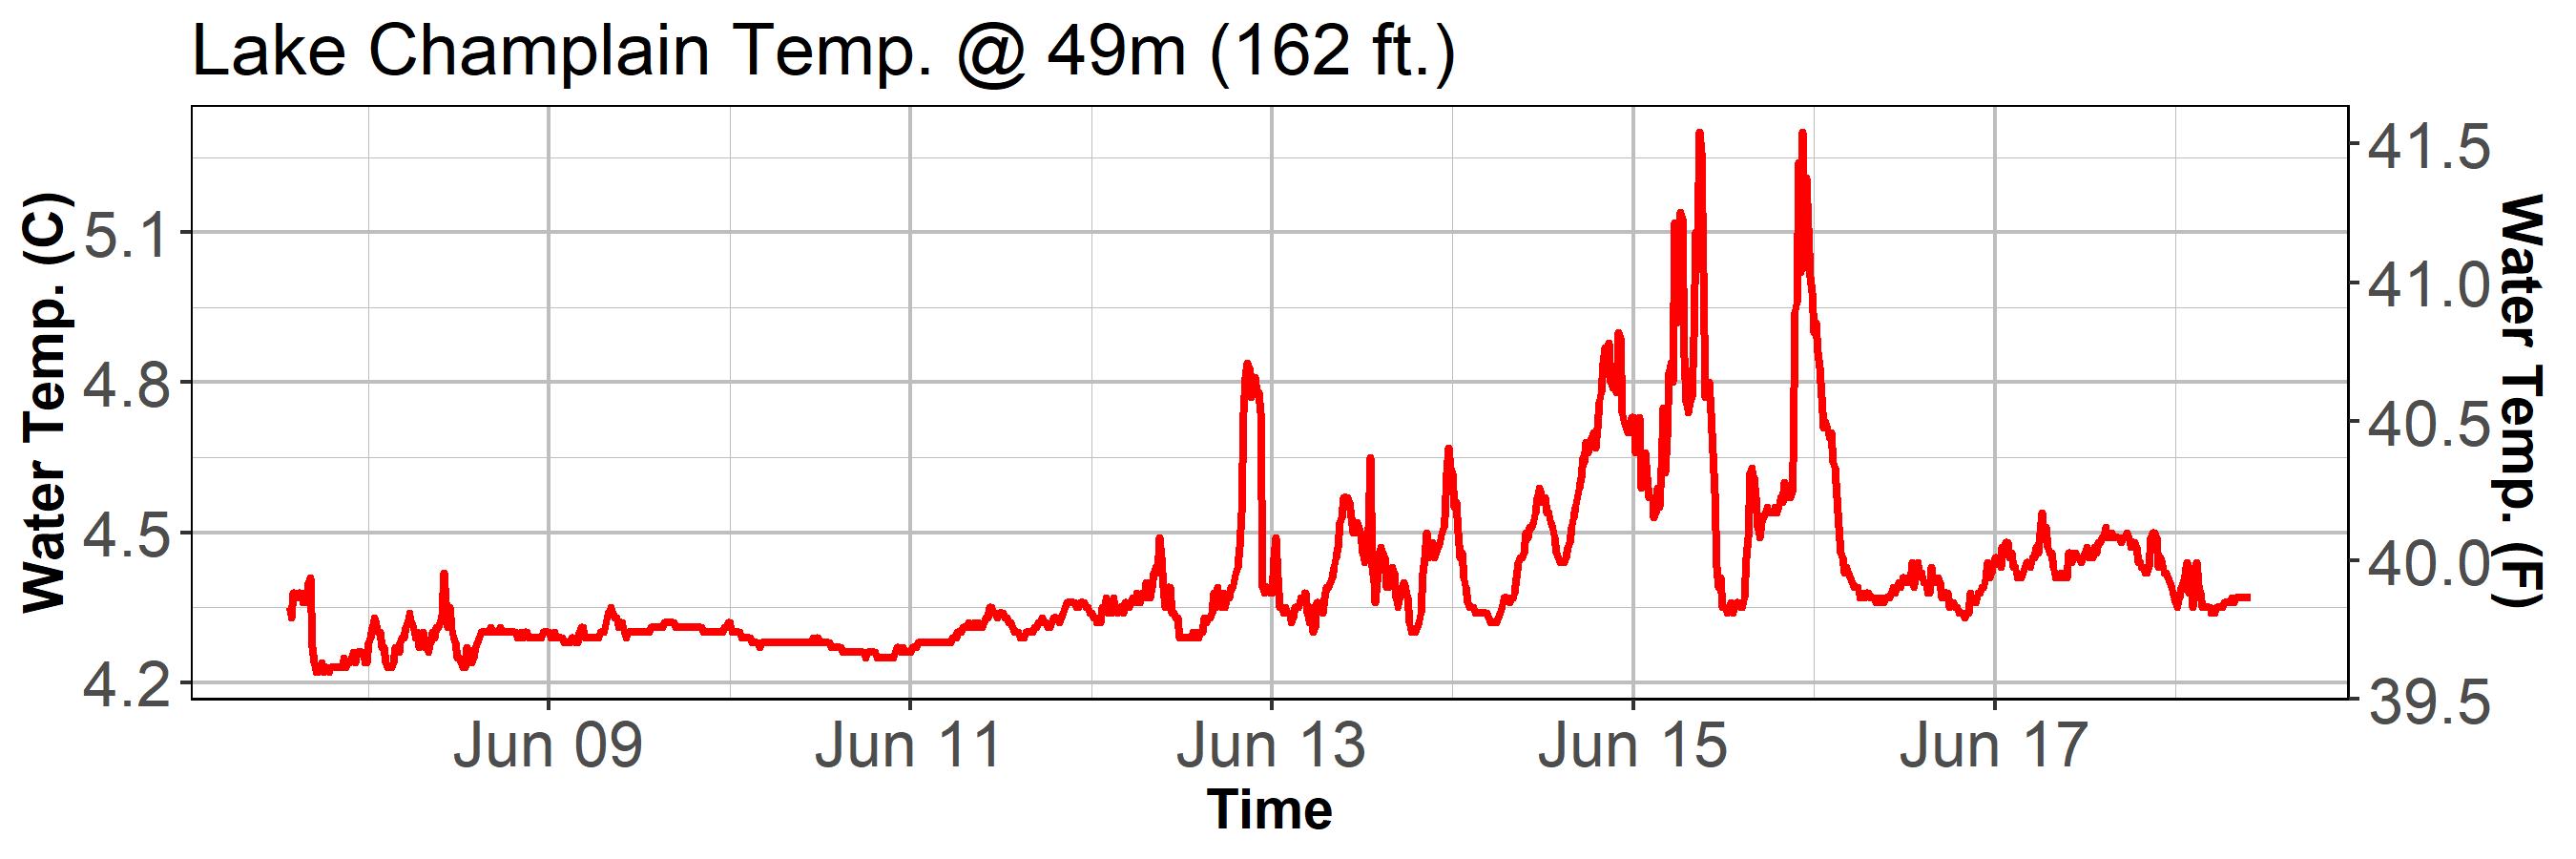 Lake Champlain Temp. @ 49m (162 ft.)
Water Temp. (C)
5.1
4.8
4.5
4.2
41.5
41.0
40.5
40.0
39.5
Water Temp. (F)
Jun 09 Jun 11 Jun 13 Jun 15 Jun 17
Time